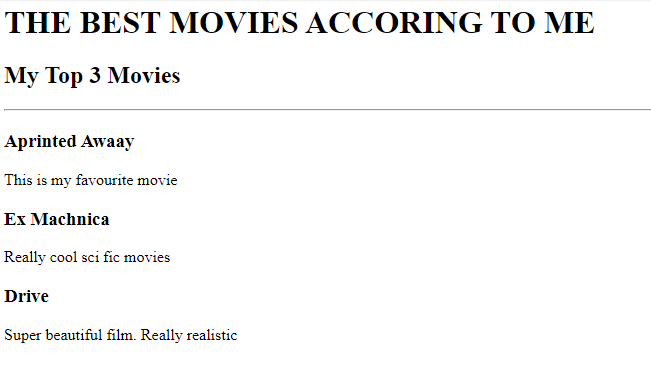 THE BEST MOVIES ACCORING TO ME
My Top 3 Movies
Aprinted Awaay
This is my favourite movie
Ex Machnica
Really cool sci fic movies
Drive
Super beautiful film. Really realistic